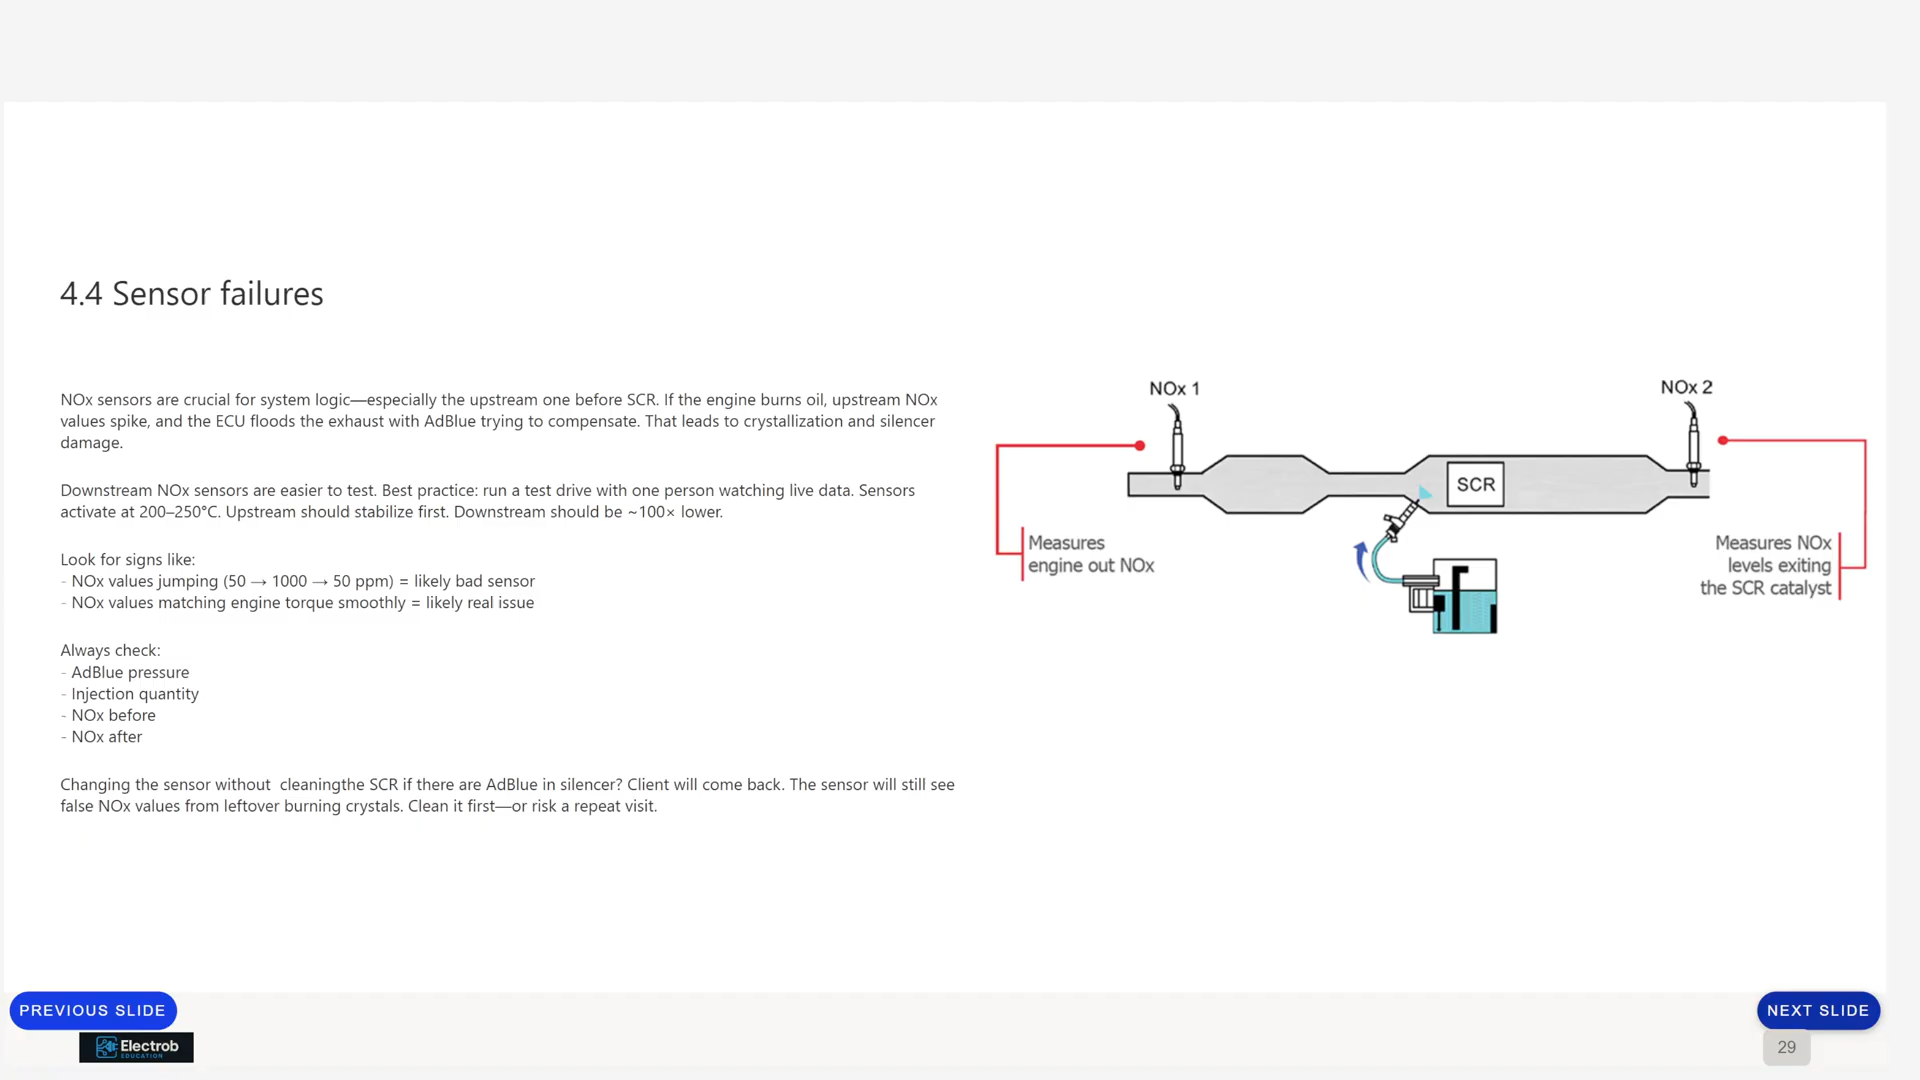 4.4 Sensor failures
NOx sensors are crucial for system logic—especially the upstream one before SCR. If the engine burns oil, upstream NOx
values spike, and the ECU floods the exhaust with AdBlue trying to compensate. That leads to crystallization and silencer
damage.
Downstream NOx sensors are easier to test. Best practice: run a test drive with one person watching live data. Sensors
activate at 200–250°C. Upstream should stabilize first. Downstream should be ~100× lower.
Look for signs like:
- NOx values jumping (50 → 1000 → 50 ppm) = likely bad sensor
- NOx values matching engine torque smoothly = likely real issue
Always check:
- AdBlue pressure
- Injection quantity
- NOx before
- NOx after
Changing the sensor without  cleaningthe SCR if there are AdBlue in silencer? Client will come back. The sensor will still see
false NOx values from leftover burning crystals. Clean it first—or risk a repeat visit.
NOx 1
NOx 2
SCR
Measures
engine out NOx
Measures NOx
levels exiting
the SCR catalyst
PREVIOUS SLIDE
NEXT SLIDE
Electrob
EDUCATION
29